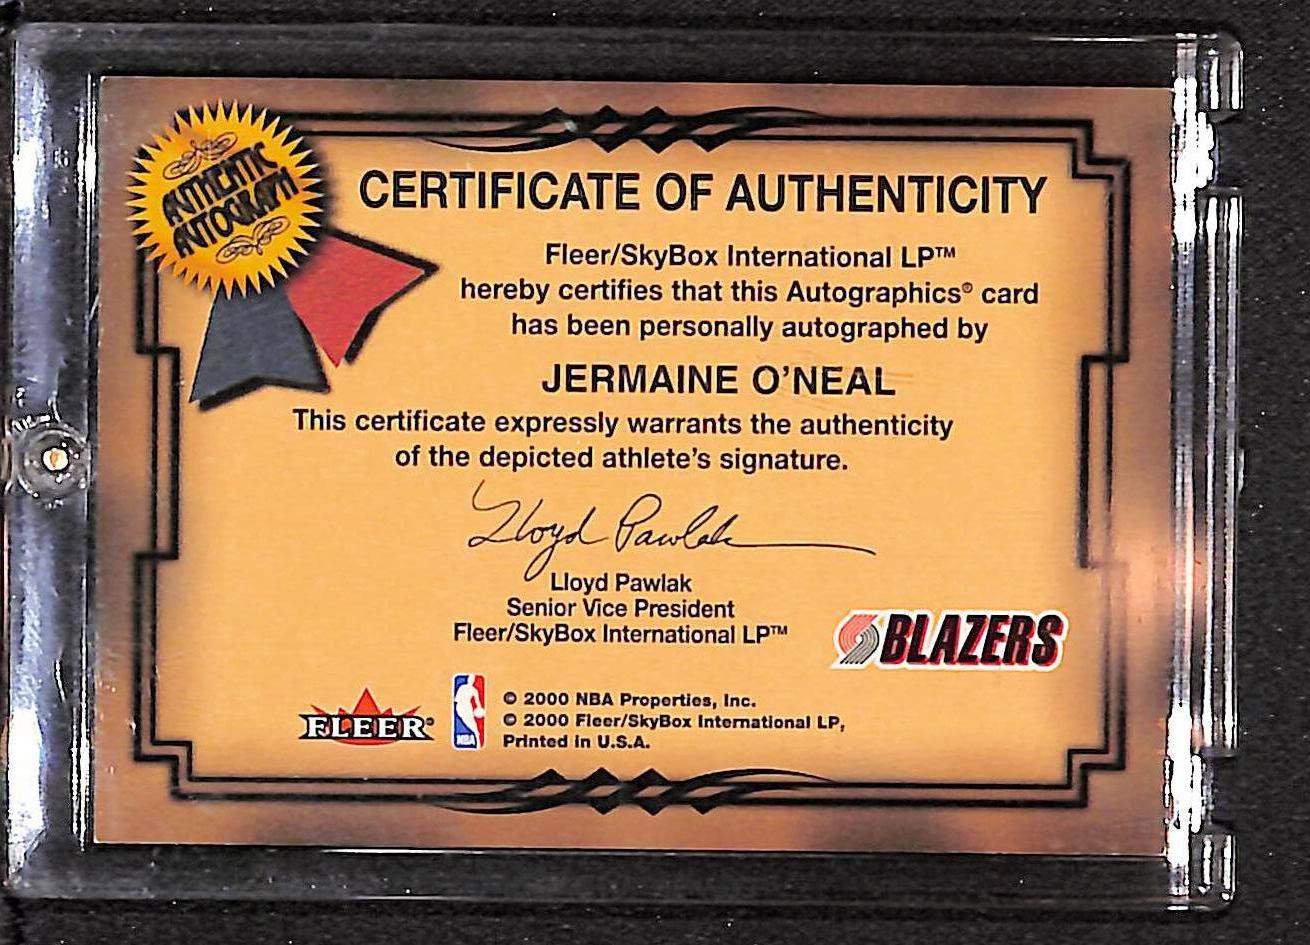 AUTHENTIC
AUTOGRAPH
CERTIFICATE OF AUTHENTICITY
Fleer/SkyBox International LP™
hereby certifies that this Autographics® card
has been personally autographed by
JERMAINE O'NEAL
This certificate expressly warrants the authenticity
of the depicted athlete's signature.
Lloyd Pawlak
Lloyd Pawlak
Senior Vice President
Fleer/SkyBox International LP™
BLAZERS
FLEER®
NBA
© 2000 NBA Properties, Inc.
© 2000 Fleer/SkyBox International LP,
Printed in U.S.A.